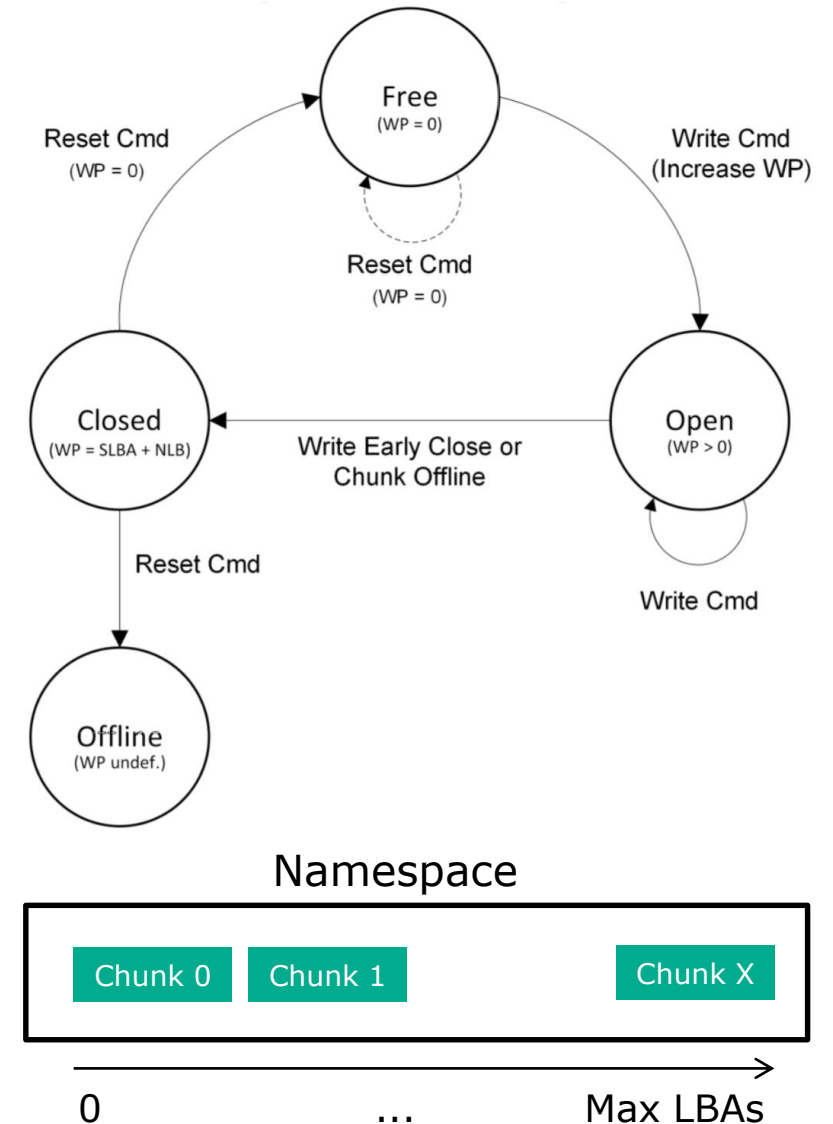 Free
(WP = 0)
Reset Cmd
(WP = 0)
Write Cmd
(Increase WP)
Reset Cmd
(WP = 0)
Closed
(WP = SLBA + NLB)
Write Early Close or
Chunk Offline
Open
(WP > 0)
Reset Cmd
Write Cmd
Offline
(WP undef.)
Namespace
Chunk 0 Chunk 1 Chunk X
0 ... Max LBAs